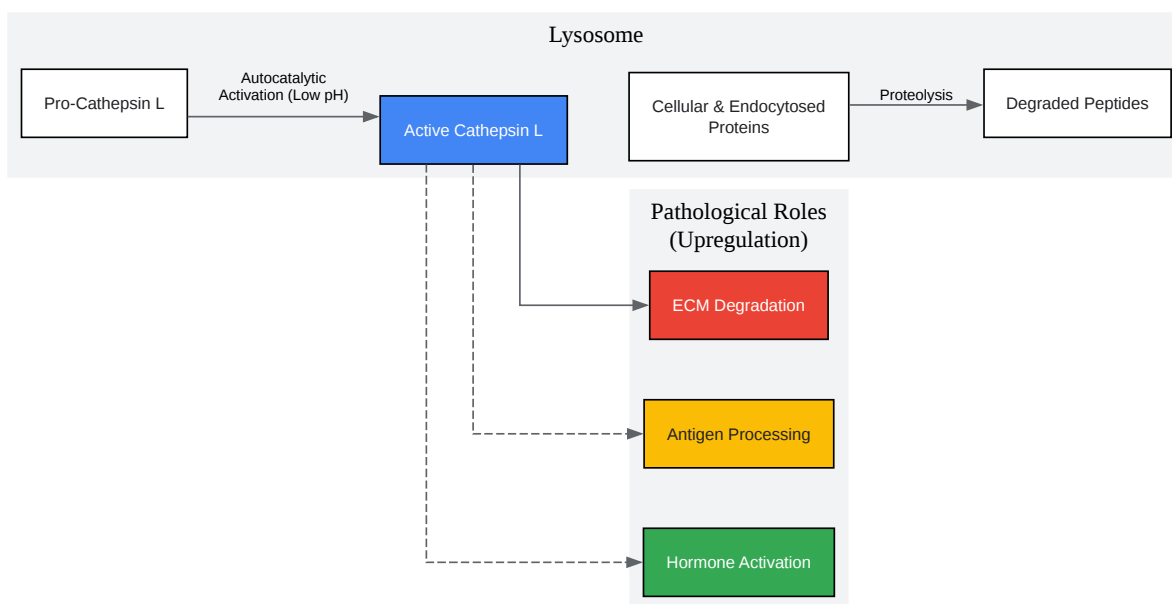 Lysosome
Pro-Cathepsin L
Autocatalytic
Activation (Low pH)
Active Cathepsin L
Cellular & Endocytosed
Proteins
Proteolysis
Degraded Peptides
Pathological Roles
(Upregulation)
ECM Degradation
Antigen Processing
Hormone Activation